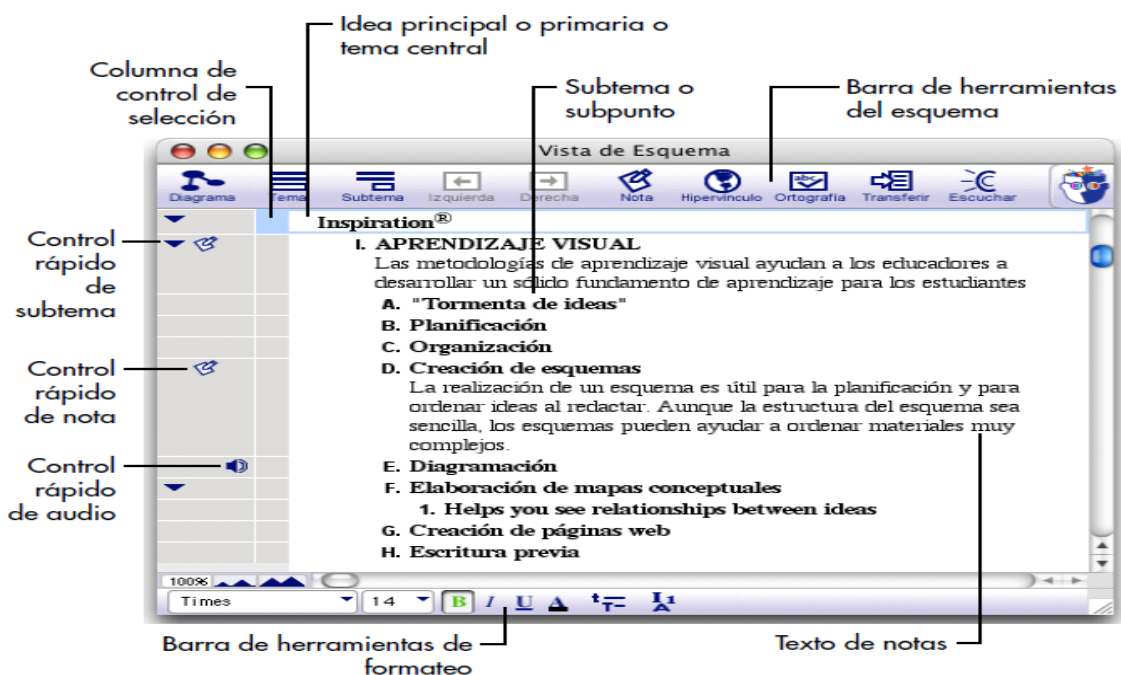 Idea principal o primaria o
tema central
Columna de
control de
selección
Subtema o
subpunto
Barra de herramientas
del esquema
Vista de Esquema
Diagrama Tema Subtema Izquierda Derecha Nota Hipervínculo Ortografía Transferir Escuchar
Inspiration®
I. APRENDIZAJE VISUAL
Las metodologías de aprendizaje visual ayudan a los educadores a
desarrollar un sólido fundamento de aprendizaje para los estudiantes
A. "Tormenta de ideas"
B. Planificación
C. Organización
D. Creación de esquemas
La realización de un esquema es útil para la planificación y para
ordenar ideas al redactar. Aunque la estructura del esquema sea
sencilla, los esquemas pueden ayudar a ordenar materiales muy
complejos.
E. Diagramación
F. Elaboración de mapas conceptuales
1. Helps you see relationships between ideas
G. Creación de páginas web
H. Escritura previa
Control
rápido
de
subtema
Control
rápido
de nota
Control
rápido
de audio
100%
Times 14 B I U A
Barra de herramientas de
formateo
Texto de notas